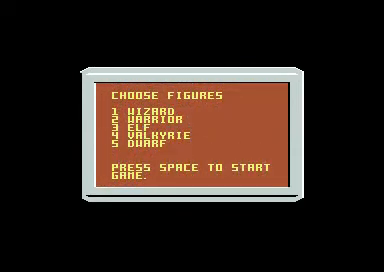 CHOOSE FIGURES
1 WIZARD
2 WARRIOR
3 ELF
4 VALKYRIE
5 DWARF
PRESS SPACE TO START
GAME.